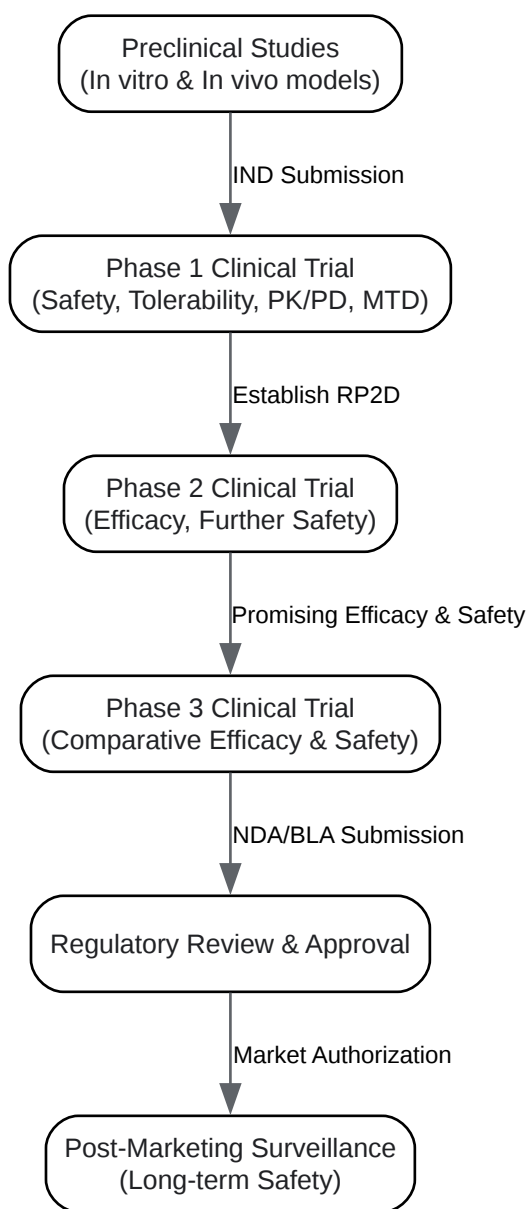 Preclinical Studies
(In vitro & In vivo models)
IND Submission
Phase 1 Clinical Trial
(Safety, Tolerability, PK/PD, MTD)
Establish RP2D
Phase 2 Clinical Trial
(Efficacy, Further Safety)
Promising Efficacy & Safety
Phase 3 Clinical Trial
(Comparative Efficacy & Safety)
NDA/BLA Submission
Regulatory Review & Approval
Market Authorization
Post-Marketing Surveillance
(Long-term Safety)